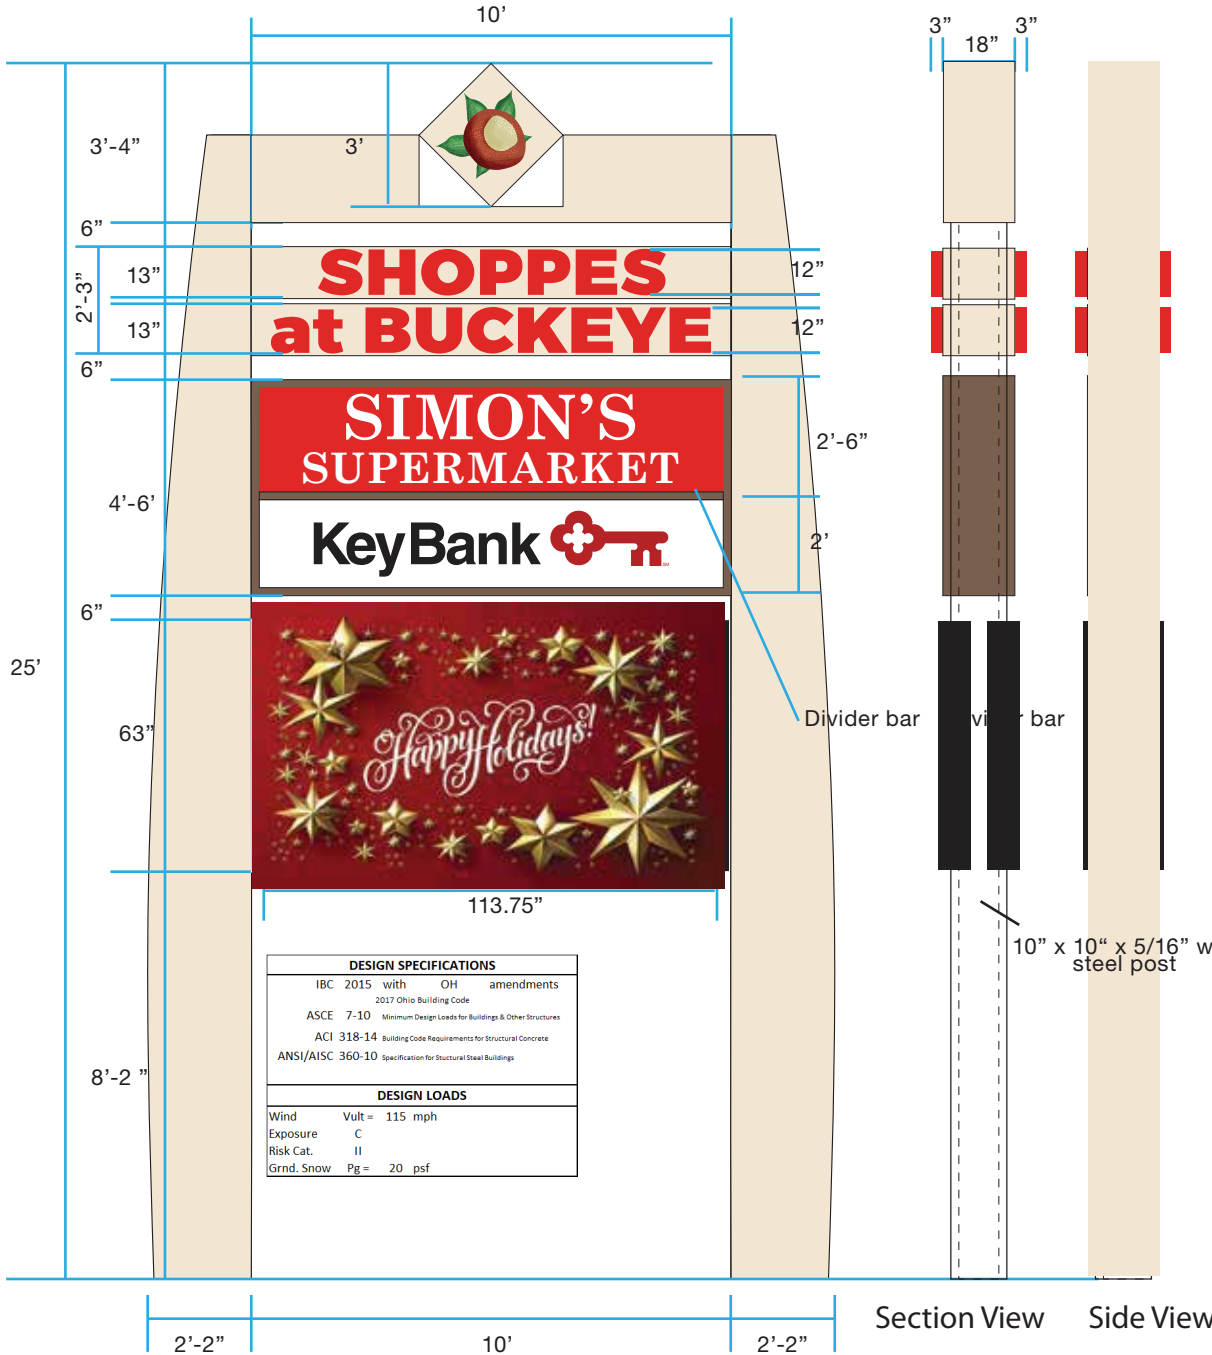 10’
3’-4”
3’
6”
2’-3”
13”
13”
SHOPPES
at BUCKEYE
12”
12”
6”
SIMON’S
SUPERMARKET
2’-6”
4’-6’
KeyBank
SM
2’
6”
25’
63”
Happy Holidays!
Divider bar
113.75”
DESIGN SPECIFICATIONS
IBC 2015 with OH amendments
2017 Ohio Building Code
ASCE 7-10 Minimum Design Loads for Buildings & Other Structures
ACI 318-14 Building Code Requirements for Structural Concrete
ANSI/AISC 360-10 Specification for Stuctural Steel Buildings
8’-2 ”
DESIGN LOADS
Wind Vult = 115 mph
Exposure C
Risk Cat. II
Grnd. Snow Pg = 20 psf
2’-2”
10’
2’-2”
3”
18”
3”
bar
10” x 10“ x 5/16” w
steel post
Section View
Side View